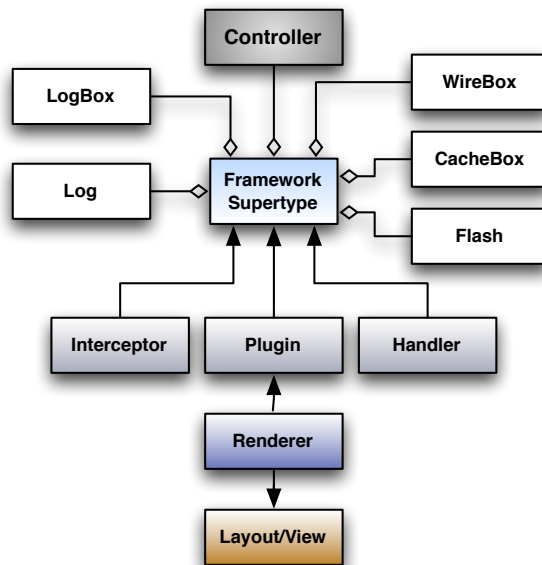 Controller
LogBox
WireBox
Log
Framework
Supertype
CacheBox
Flash
Interceptor
Plugin
Handler
Renderer
Layout/View